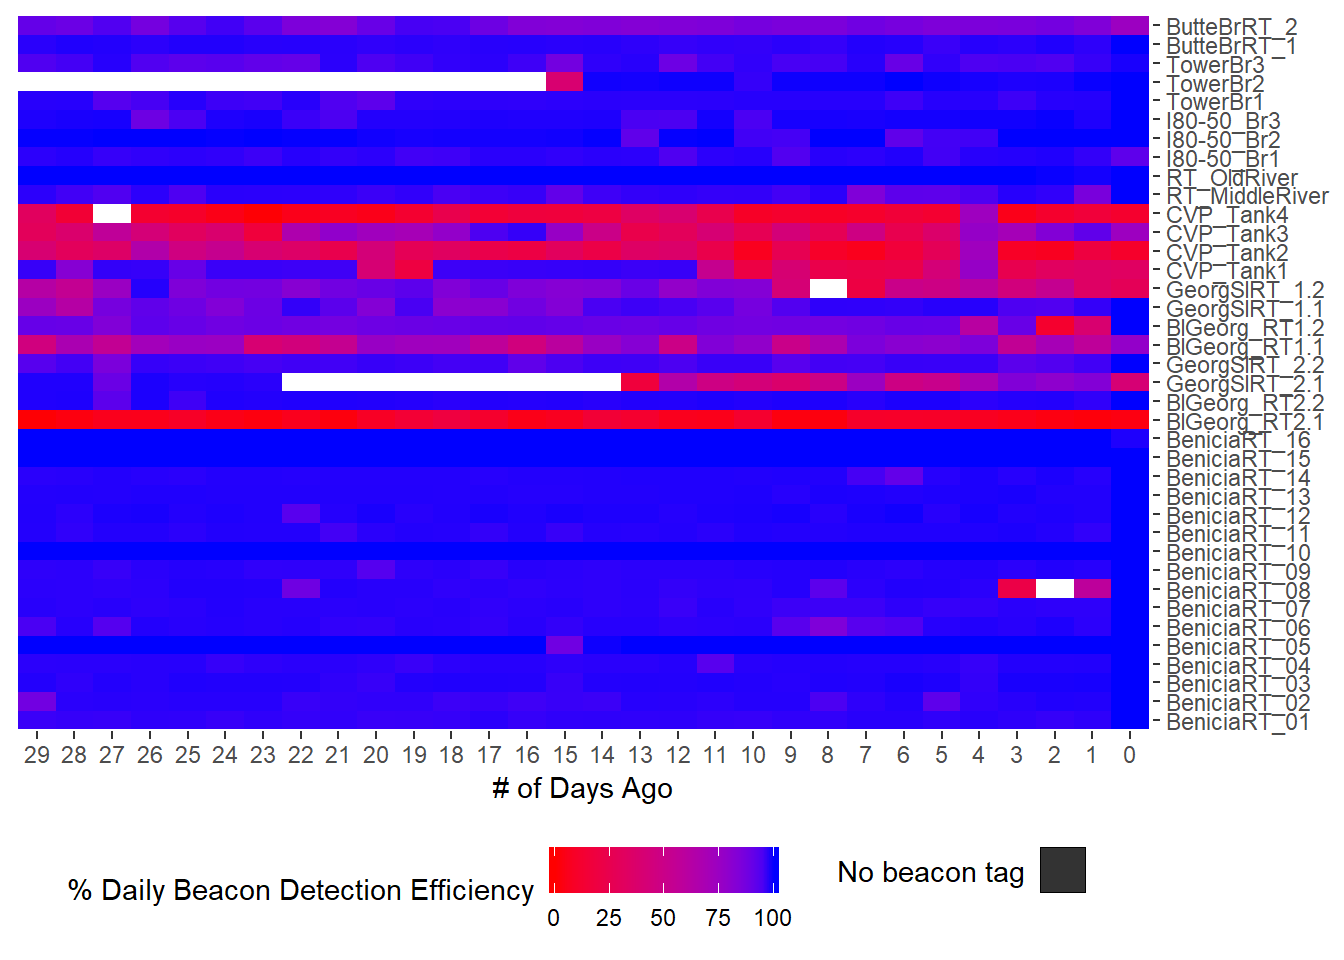 ButteBrRT_2
ButteBrRT_1
TowerBr3
TowerBr2
TowerBr1
I80-50_Br3
I80-50_Br2
I80-50_Br1
RT_OldRiver
RT_MiddleRiver
CVP_Tank4
CVP_Tank3
CVP_Tank2
CVP_Tank1
GeorgSlRT_1.2
GeorgSlRT_1.1
BlGeorg_RT1.2
BlGeorg_RT1.1
GeorgSlRT_2.2
GeorgSlRT_2.1
BlGeorg_RT2.2
BlGeorg_RT2.1
BeniciaRT_16
BeniciaRT_15
BeniciaRT_14
BeniciaRT_13
BeniciaRT_12
BeniciaRT_11
BeniciaRT_10
BeniciaRT_09
BeniciaRT_08
BeniciaRT_07
BeniciaRT_06
BeniciaRT_05
BeniciaRT_04
BeniciaRT_03
BeniciaRT_02
BeniciaRT_01
29 28 27 26 25 24 23 22 21 20 19 18 17 16 15 14 13 12 11 10 9 8 7 6 5 4 3 2 1 0
# of Days Ago
% Daily Beacon Detection Efficiency
0 25 50 75 100
No beacon tag